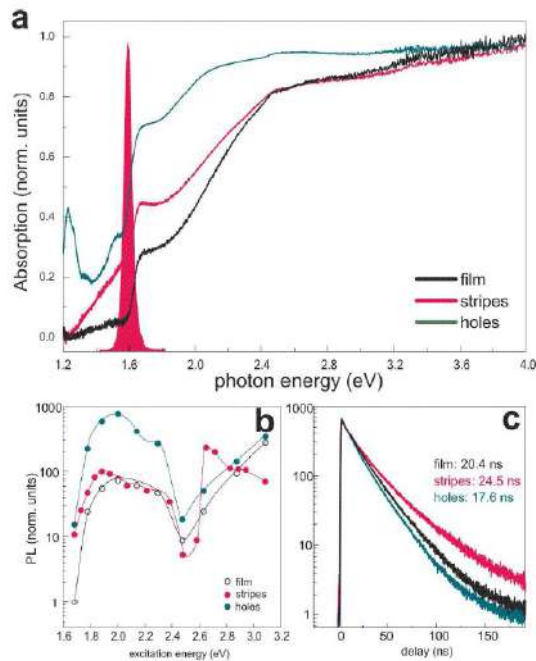 a
Absorption (norm. units)
1.0
0.8
0.6
0.4
0.2
0.0
film
stripes
holes
1.2 1.6 2.0 2.4 2.8 3.2 3.6 4.0
photon energy (eV)
b
PL (norm. units)
1000
100
10
1
film
stripes
holes
1.6 1.8 2.0 2.2 2.4 2.6 2.8 3.0 3.2
excitation energy (eV)
c
1000
100
10
1
film: 20.4 ns
stripes: 24.5 ns
holes: 17.6 ns
0 50 100 150
delay (ns)